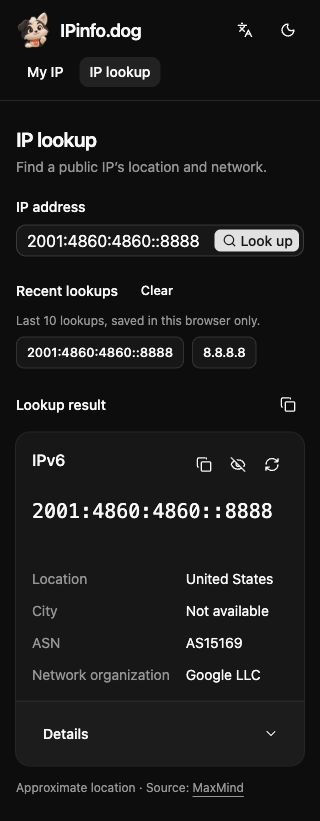 IPinfo.dog
My IP
IP lookup
IP lookup
Find a public IP's location and network.
IP address
2001:4860:4860::8888
Look up
Recent lookups
Clear
Last 10 lookups, saved in this browser only.
2001:4860:4860::8888
8.8.8.8
Lookup result
IPv6
2001:4860:4860::8888
Location United States
City Not available
ASN AS15169
Network organization Google LLC
Details
Approximate location · Source: MaxMind